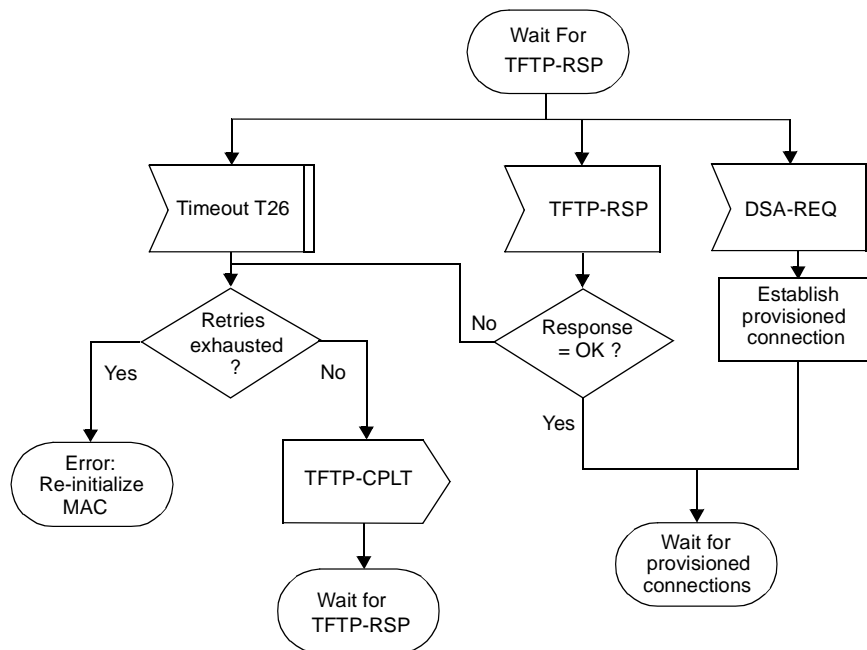 Wait For
TFTP-RSP
Timeout T26
TFTP-RSP
DSA-REQ
Retries
exhausted
?
Yes
No
No
Response
= OK ?
Yes
Establish
provisioned
connection
Error:
Re-initialize
MAC
TFTP-CPLT
Wait for
TFTP-RSP
Wait for
provisioned
connections